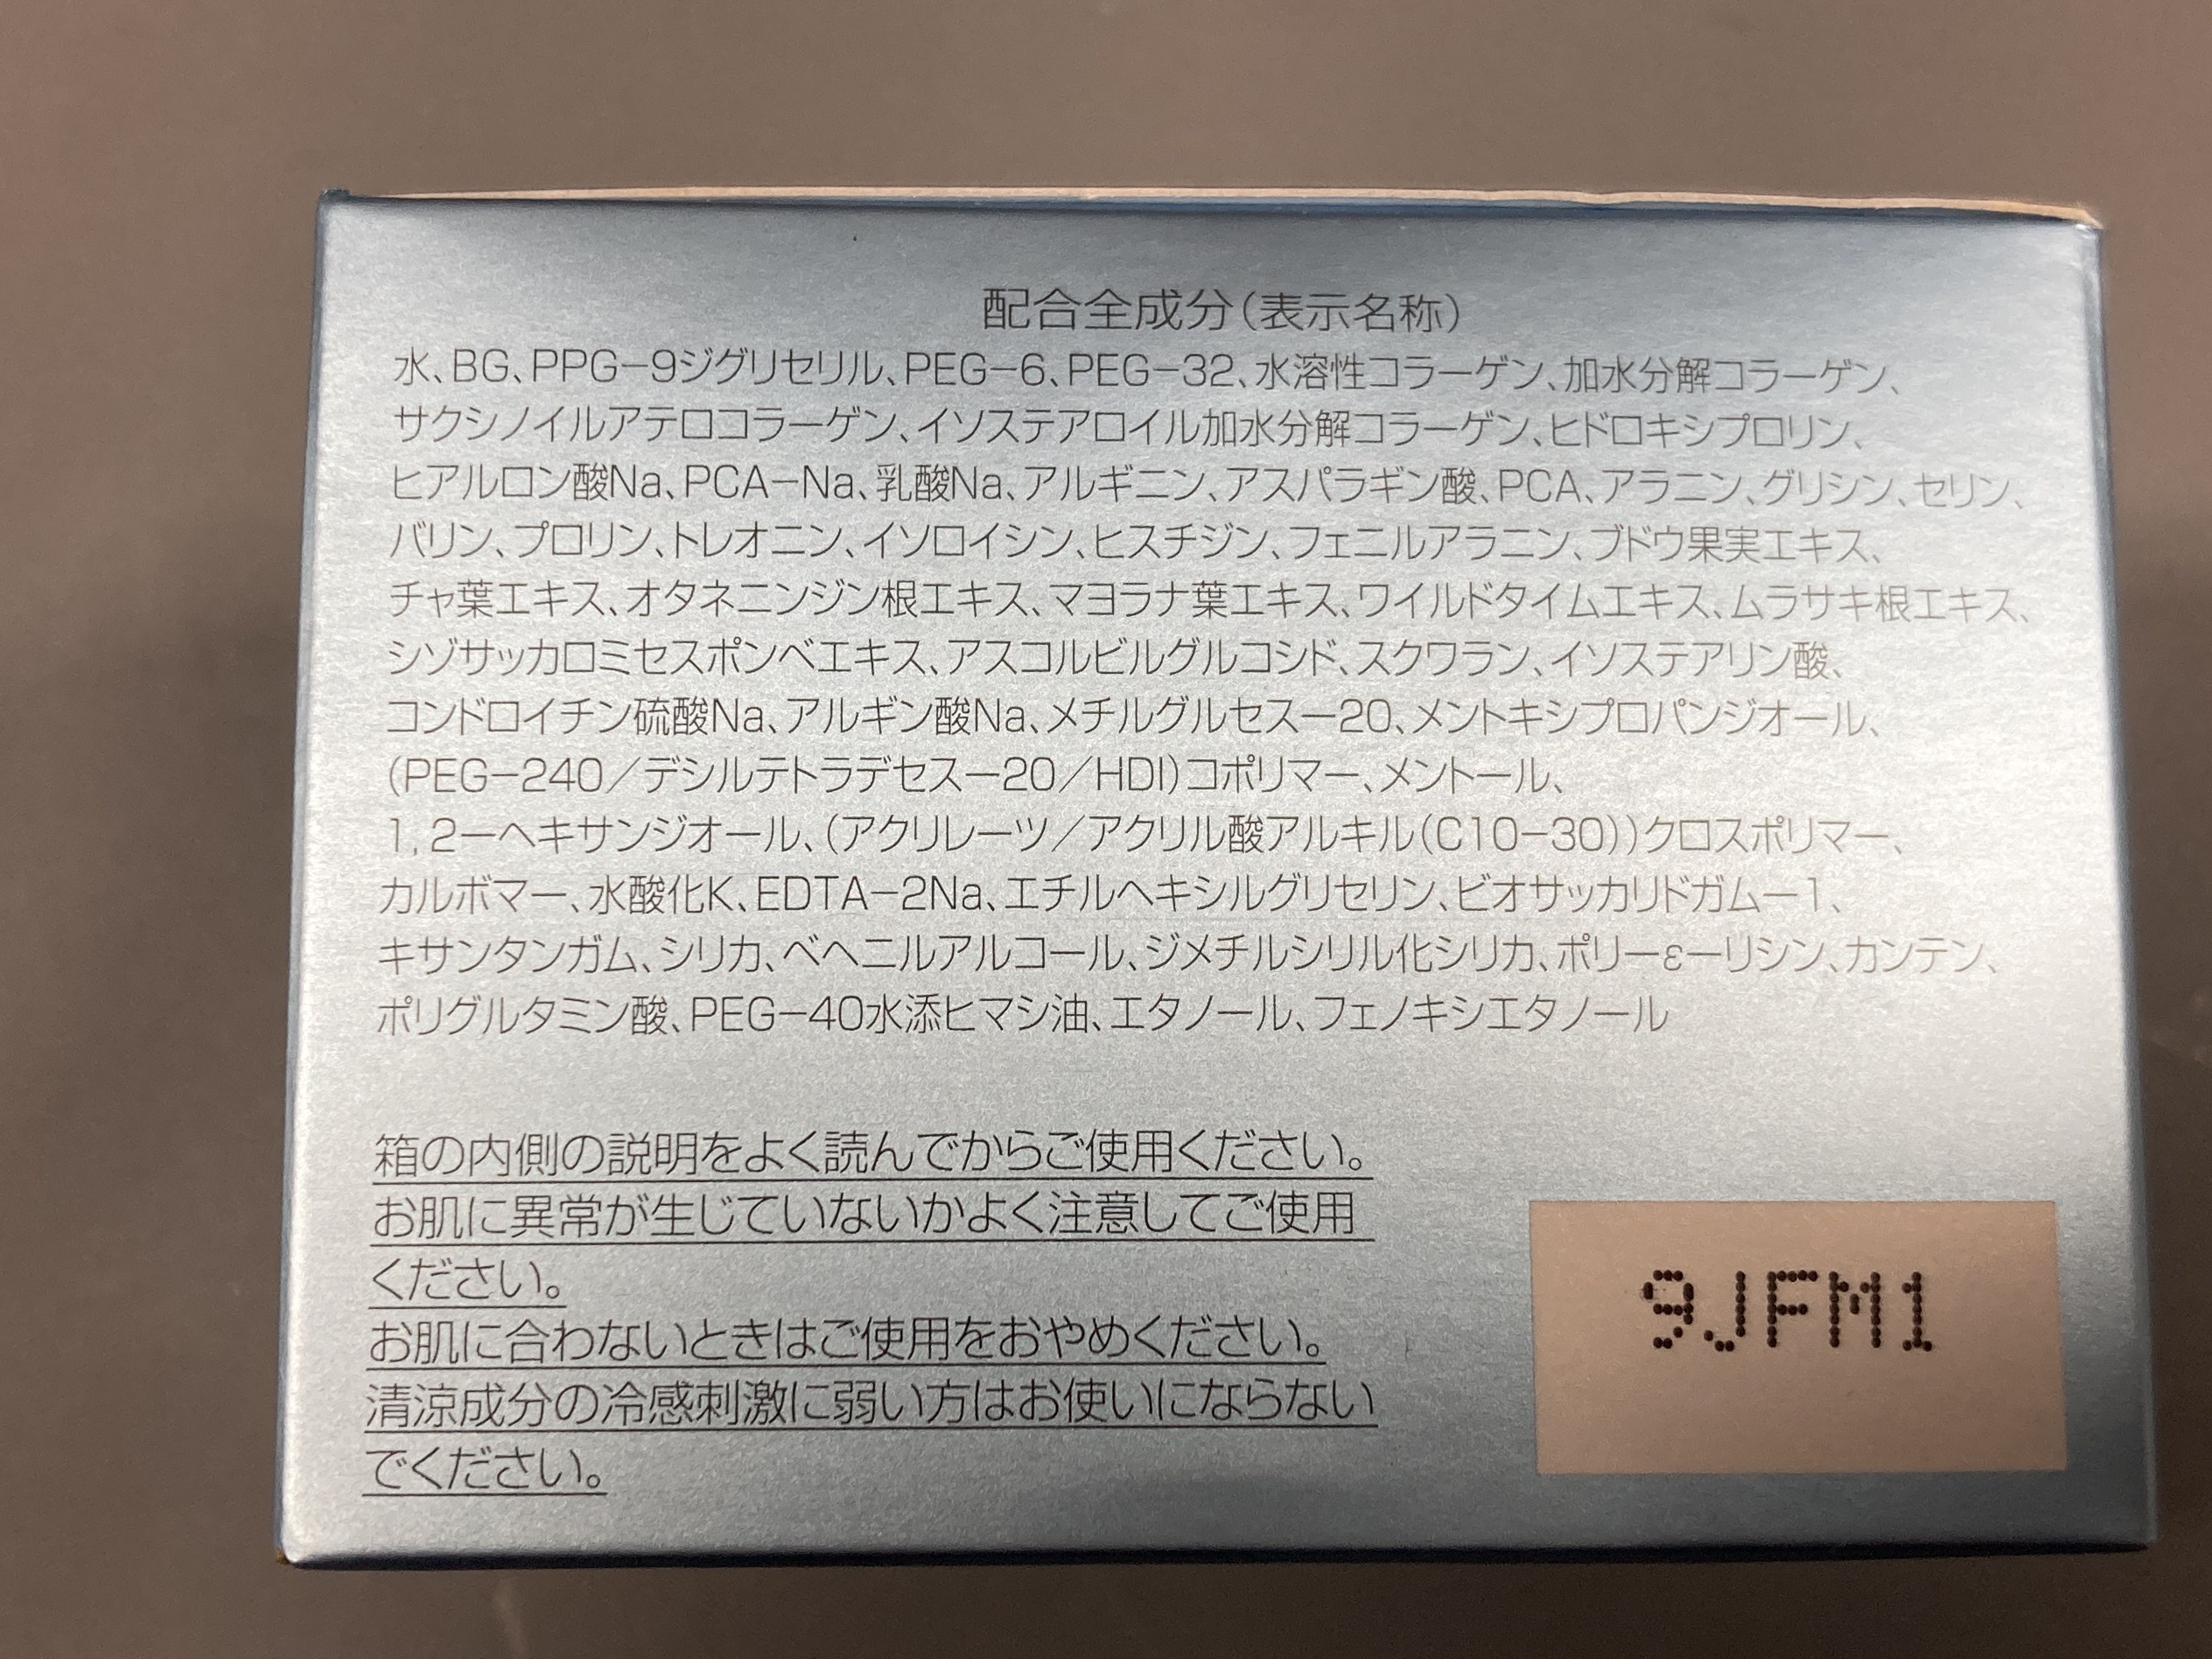 配合全成分（表示名称）
水、BG、PPG−9ジグリセリル、PEG−6、PEG−32、水溶性コラーゲン、加水分解コラーゲン、
サクシノイルアテロコラーゲン、イソステアロイル加水分解コラーゲン、ヒドロキシプロリン、
ヒアルロン酸Na、PCA−Na、乳酸Na、アルギニン、アスパラギン酸、PCA、アラニン、グリシン、セリン、
バリン、プロリン、トレオニン、イソロイシン、ヒスチジン、フェニルアラニン、ブドウ果実エキス、
チャ葉エキス、オタネニンジン根エキス、マヨラナ葉エキス、ワイルドタイムエキス、ムラサキ根エキス、
シゾサッカロミセスポンベエキス、アスコルビルグルコシド、スクワラン、イソステアリン酸、
コンドロイチン硫酸Na、アルギン酸Na、メチルグルセス−20、メントキシプロパンジオール、
（PEG−240／デシルテトラデセス−20／HDI）コポリマー、メントール、
1，2−ヘキサンジオール、（アクリレーツ／アクリル酸アルキル（C10−30））クロスポリマー、
カルボマー、水酸化K、EDTA−2Na、エチルヘキシルグリセリン、ビオサッカリドガム−1、
キサンタンガム、シリカ、ベヘニルアルコール、ジメチルシリル化シリカ、ポリ−ε−リシン、カンテン、
ポリグルタミン酸、PEG−40水添ヒマシ油、エタノール、フェノキシエタノール
箱の内側の説明をよく読んでからご使用ください。
お肌に異常が生じていないかよく注意してご使用
ください。
お肌に合わないときはご使用をおやめください。
清涼成分の冷感刺激に弱い方はお使いにならない
でください。
9JFM1